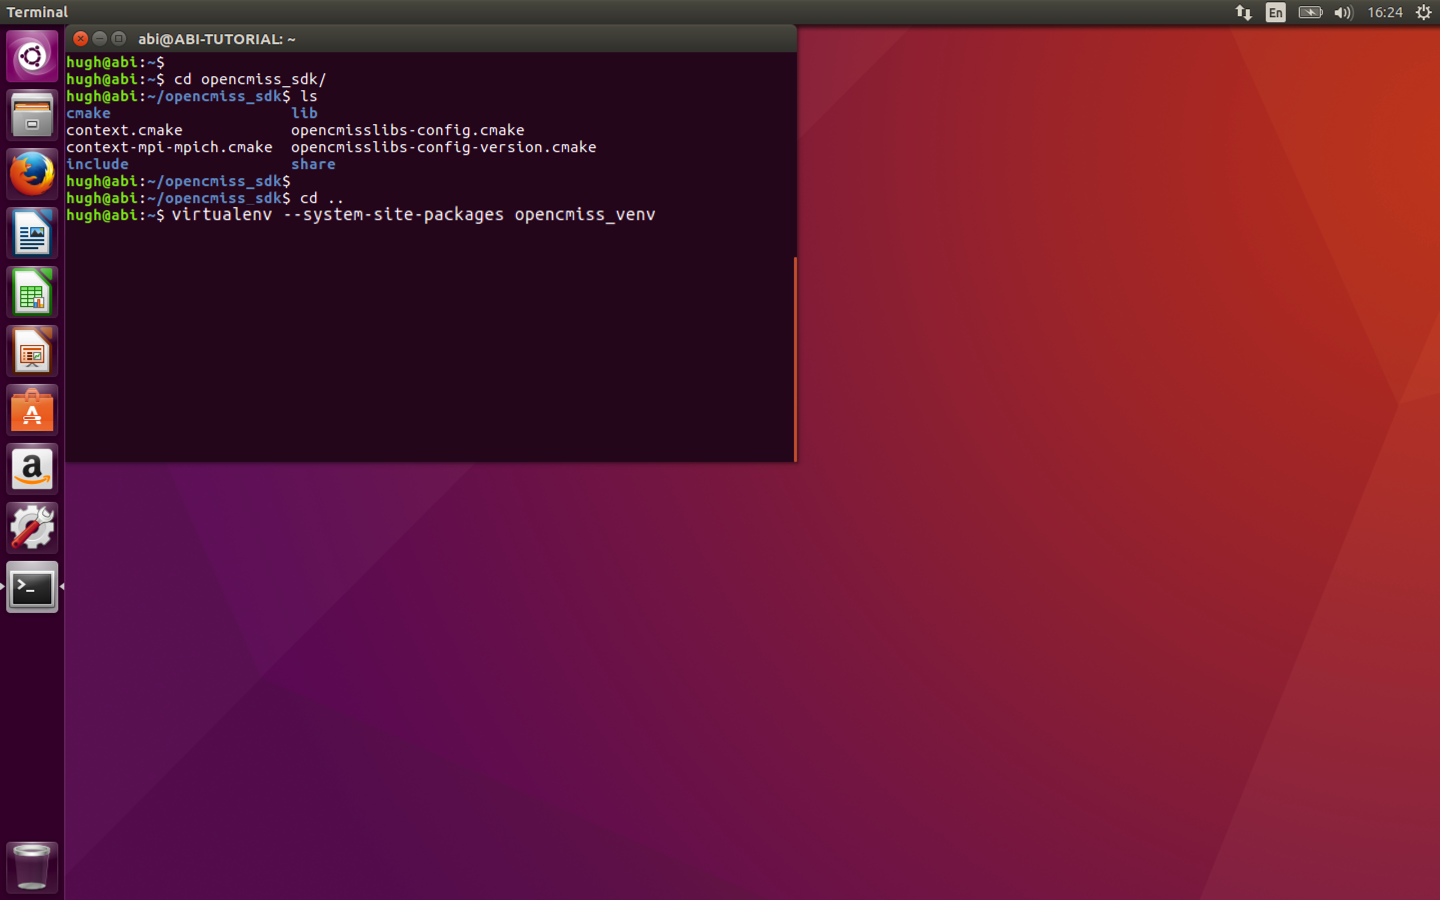 Terminal
En
16:24
abi@ABI-TUTORIAL: ~
hugh@abi:~$
hugh@abi:~$ cd opencmiss_sdk/
hugh@abi:~/opencmiss_sdk$ ls
cmake lib
context.cmake opencmisslibs-config.cmake
context-mpi-mpich.cmake opencmisslibs-config-version.cmake
include share
hugh@abi:~/opencmiss_sdk$
hugh@abi:~/opencmiss_sdk$ cd ..
hugh@abi:~$ virtualenv --system-site-packages opencmiss_venv